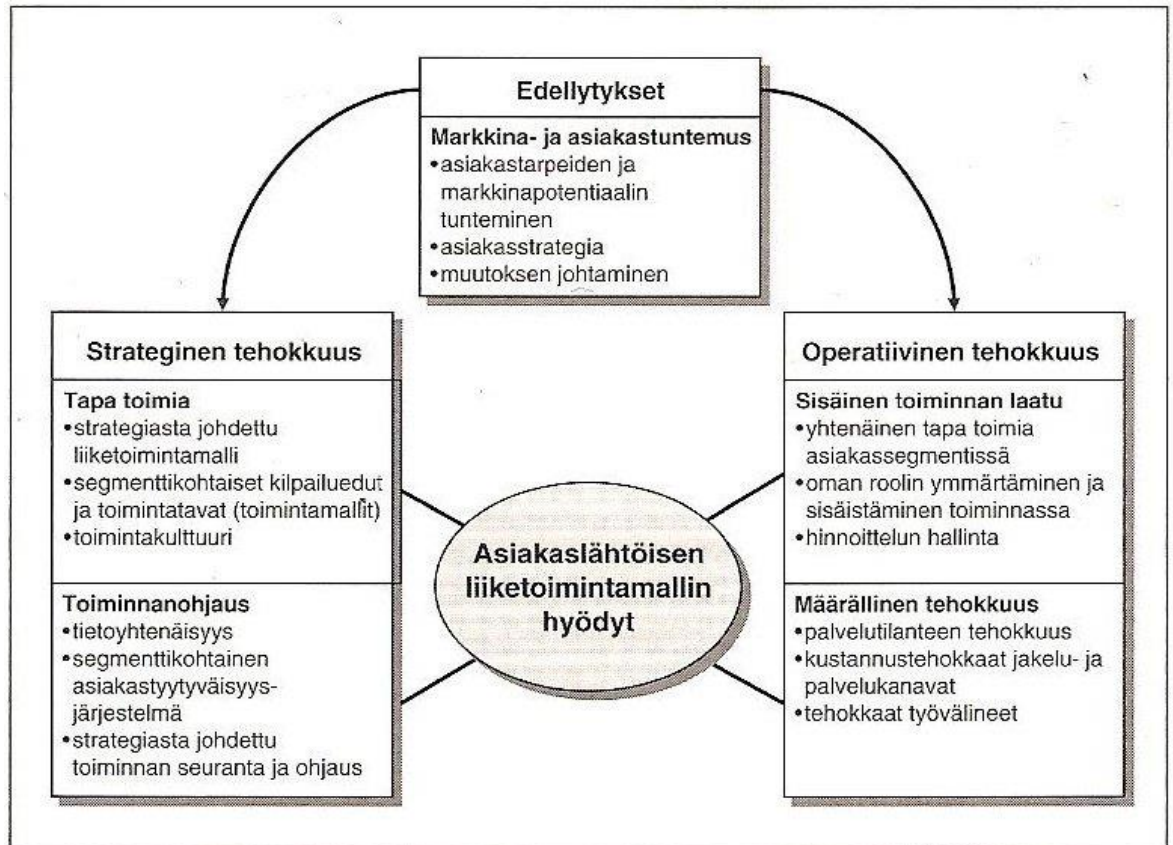 Edellytykset
Markkina- ja asiakastuntemus
•asiakastarpeiden ja
markkinapotentiaalin
tunteminen
•asiakasstrategia
•muutoksen johtaminen
Strateginen tehokkuus
Tapa toimia
•strategiasta johdettu
liiketoimintamalli
•segmenttikohtaiset kilpailuedut
ja toimintatavat (toimintamallit)
•toimintakulttuuri
Toiminnanohjaus
•tietoyhtenäisyys
•segmenttikohtainen
asiakastyytyväisyys-
järjestelmä
•strategiasta johdettu
toiminnan seuranta ja ohjaus
Asiakaslähtöisen
liiketoimintamallin
hyödyt
Operatiivinen tehokkuus
Sisäinen toiminnan laatu
•yhtenäinen tapa toimia
asiakassegmentissä
•oman roolin ymmärtäminen ja
sisäistäminen toiminnassa
•hinnoittelun hallinta
Määrällinen tehokkuus
•palvelutilanteen tehokkuus
•kustannustehokkaat jakelu- ja
palvelukanavat
•tehokkaat työvälineet